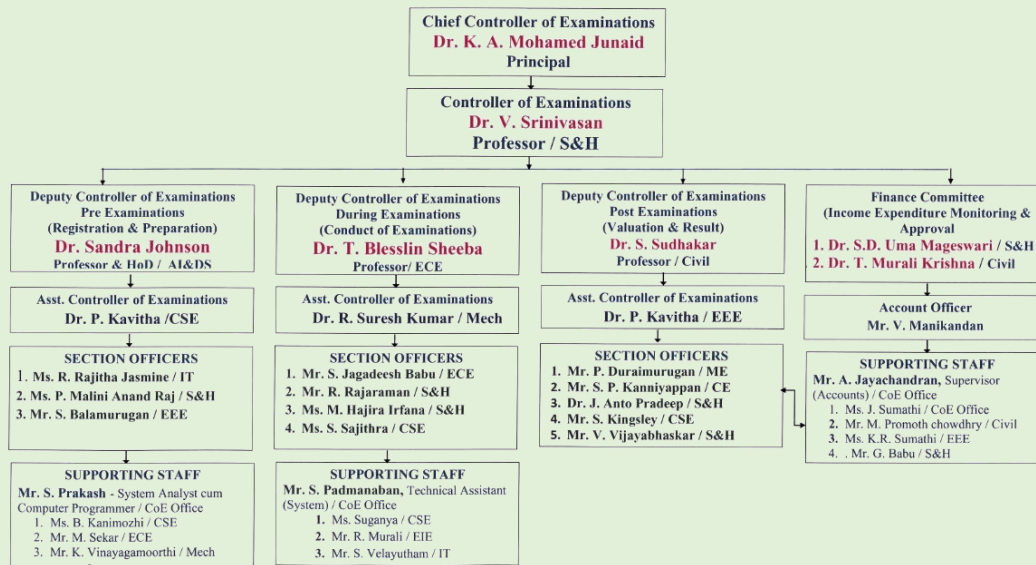 Chief Controller of Examinations
Dr. K. A. Mohamed Junaid
Principal
Controller of Examinations
Dr. V. Srinivasan
Professor / S&H
Deputy Controller of Examinations
Pre Examinations
(Registration & Preparation)
Dr. Sandra Johnson
Professor & HoD / AI&DS
Asst. Controller of Examinations
Dr. P. Kavitha /CSE
SECTION OFFICERS
1. Ms. R. Rajitha Jasmine / IT
2. Ms. P. Malini Anand Raj / S&H
3. Mr. S. Balamurugan / EEE
SUPPORTING STAFF
Mr. S. Prakash - System Analyst cum
Computer Programmer / CoE Office
1. Ms. B. Kanimozhi / CSE
2. Mr. M. Sekar / ECE
3. Mr. K. Vinayagamoorthi / Mech
Deputy Controller of Examinations
During Examinations
(Conduct of Examinations)
Dr. T. Blesslin Sheeba
Professor/ ECE
Asst. Controller of Examinations
Dr. R. Suresh Kumar / Mech
SECTION OFFICERS
1. Mr. S. Jagadeesh Babu / ECE
2. Mr. R. Rajaraman / S&H
3. Ms. M. Hajira Irfana / S&H
4. Ms. S. Sajithra / CSE
SUPPORTING STAFF
Mr. S. Padmanaban, Technical Assistant
(System) / CoE Office
1. Ms. Suganya / CSE
2. Mr. R. Murali / EIE
3. Mr. S. Velayutham / IT
Deputy Controller of Examinations
Post Examinations
(Valuation & Result)
Dr. S. Sudhakar
Professor / Civil
Asst. Controller of Examinations
Dr. P. Kavitha / EEE
SECTION OFFICERS
1. Mr. P. Duraimurugan / ME
2. Mr. S. P. Kanniyappan / CE
3. Dr. J. Anto Pradeep / S&H
4. Mr. S. Kingsley / CSE
5. Mr. V. Vijayabhaskar / S&H
Finance Committee
(Income Expenditure Monitoring &
Approval)
1. Dr. S.D. Uma Mageswari / S&H
2. Dr. T. Murali Krishna / Civil
Account Officer
Mr. V. Manikandan
SUPPORTING STAFF
Mr. A. Jayachandran, Supervisor
(Accounts) / CoE Office
1. Ms. J. Sumathi / CoE Office
2. Mr. M. Promoth chowdhry / Civil
3. Ms. K.R. Sumathi / EEE
4. . Mr. G. Babu / S&H